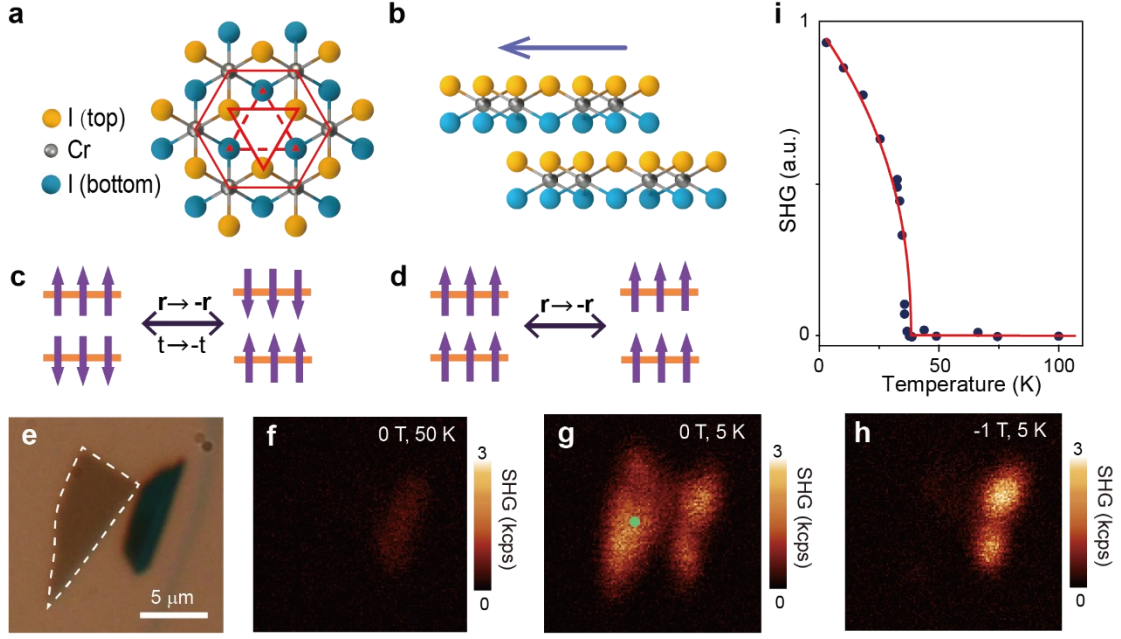 a
I (top)
Cr
I (bottom)
b
c
r→ -r
t→-t
d
r→ -r
e
5 μm
f
0 T, 50 K
3
SHG (kcps)
0
g
0 T, 5 K
3
SHG (kcps)
0
h
-1 T, 5 K
3
SHG (kcps)
0
i
1
SHG (a.u.)
0
0
50
100
Temperature (K)